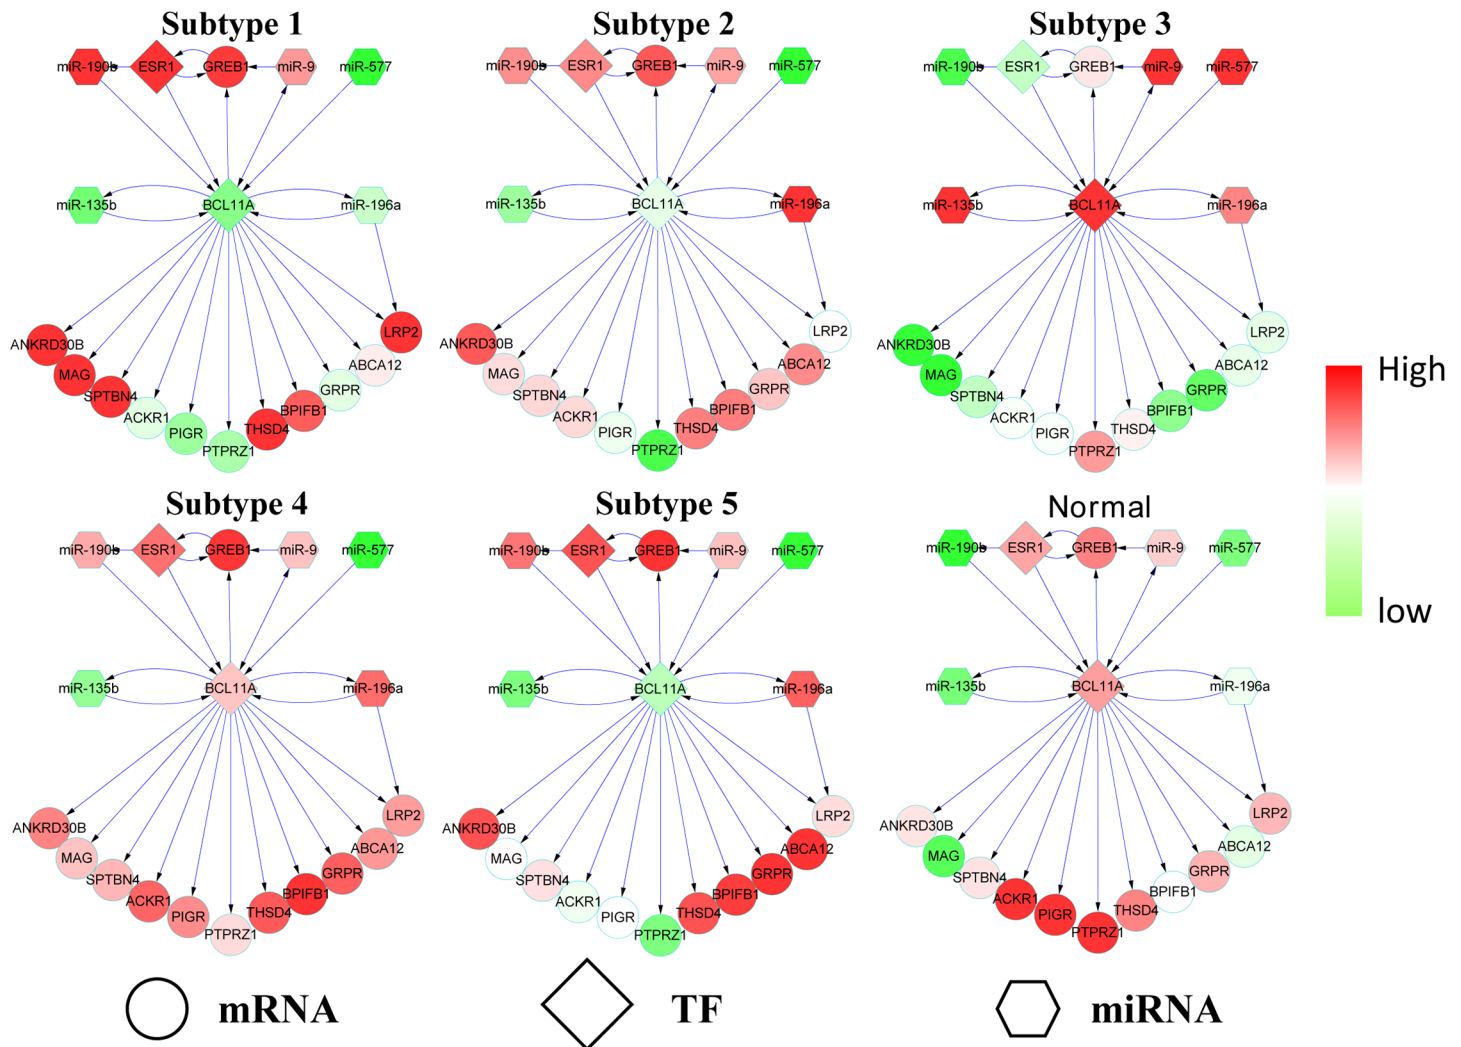 Subtype 1
Subtype 2
Subtype 3
miR-190b ESR1 GREB1 miR-9 miR-577
miR-190b ESR1 GREB1 miR-9 miR-577
miR-190b ESR1 GREB1 miR-9 miR-577
miR-135b BCL11A miR-196a
miR-135b BCL11A miR-196a
miR-135b BCL11A miR-196a
ANKRD30B MAG SPTBN4 ACKR1 PIGR PTPRZ1 THSD4 BPIFB1 GRPR ABCA12 LRP2
ANKRD30B MAG SPTBN4 ACKR1 PIGR PTPRZ1 THSD4 BPIFB1 GRPR ABCA12 LRP2
ANKRD30B MAG SPTBN4 ACKR1 PIGR PTPRZ1 THSD4 BPIFB1 GRPR ABCA12 LRP2
High
low
Subtype 4
Subtype 5
Normal
miR-190b ESR1 GREB1 miR-9 miR-577
miR-190b ESR1 GREB1 miR-9 miR-577
miR-190b ESR1 GREB1 miR-9 miR-577
miR-135b BCL11A miR-196a
miR-135b BCL11A miR-196a
miR-135b BCL11A miR-196a
ANKRD30B MAG SPTBN4 ACKR1 PIGR PTPRZ1 THSD4 BPIFB1 GRPR ABCA12 LRP2
ANKRD30B MAG SPTBN4 ACKR1 PIGR PTPRZ1 THSD4 BPIFB1 GRPR ABCA12 LRP2
ANKRD30B MAG SPTBN4 ACKR1 PIGR PTPRZ1 THSD4 BPIFB1 GRPR ABCA12 LRP2
mRNA
TF
miRNA